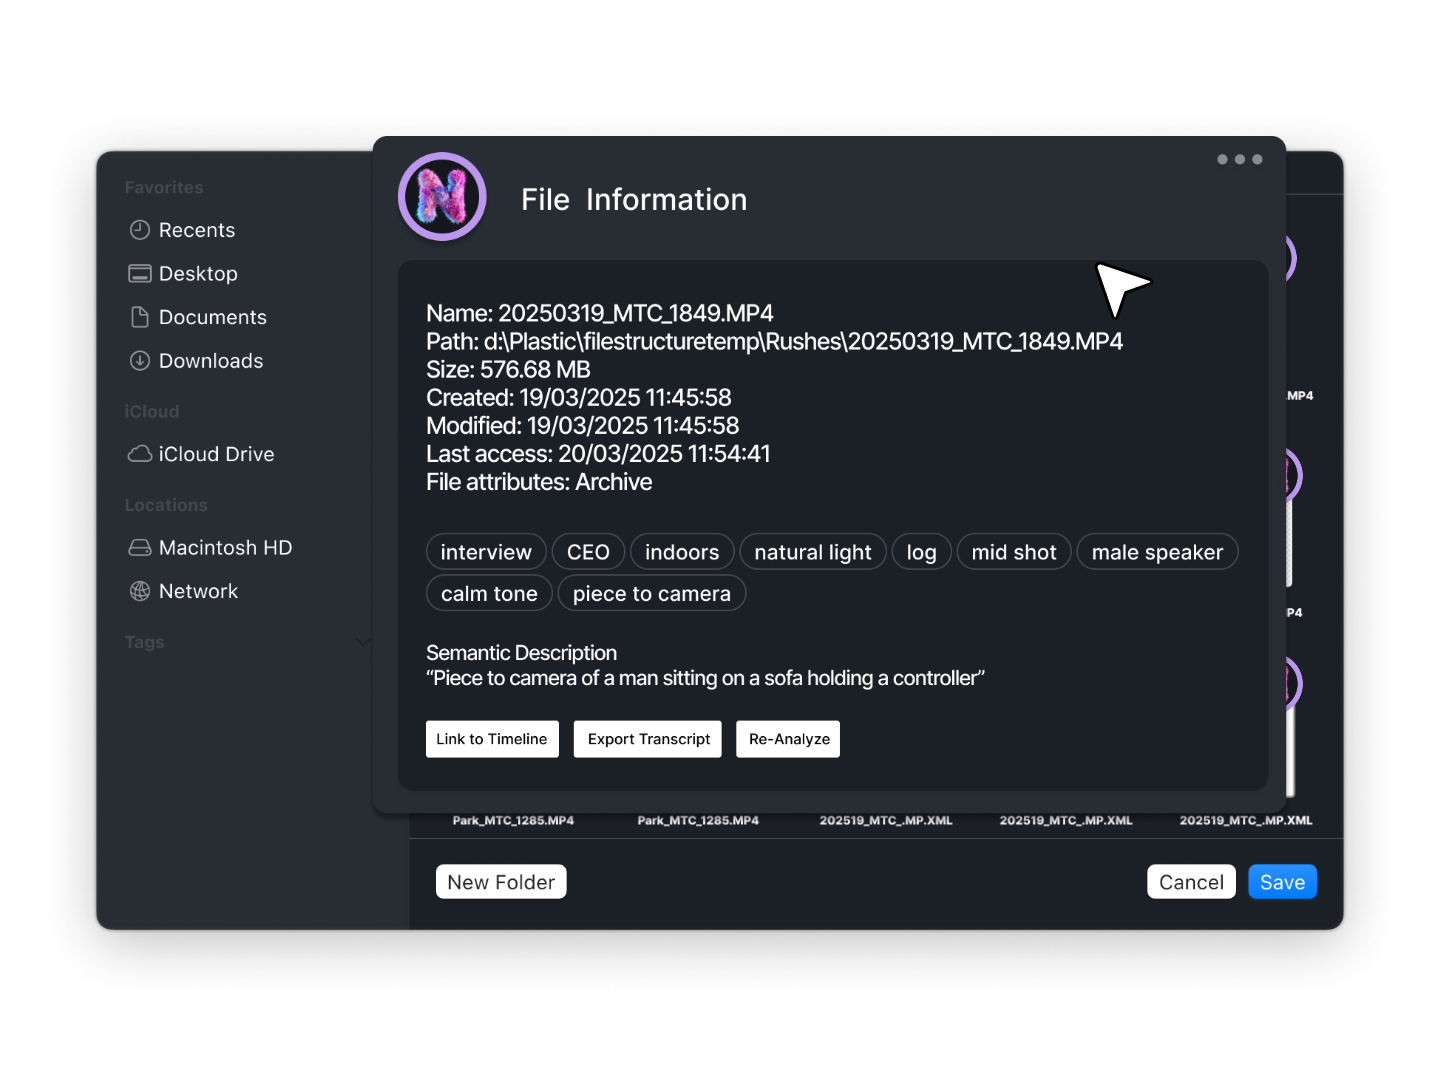 Favorites
Recents
Desktop
Documents
Downloads
iCloud
iCloud Drive
Locations
Macintosh HD
Network
Tags
N
File Information
Name: 20250319_MTC_1849.MP4
Path: d:\Plastic\filestructuretemp\Rushes\20250319_MTC_1849.MP4
Size: 576.68 MB
Created: 19/03/2025 11:45:58
Modified: 19/03/2025 11:45:58
Last access: 20/03/2025 11:54:41
File attributes: Archive
interview CEO indoors natural light log mid shot male speaker
calm tone piece to camera
Semantic Description
“Piece to camera of a man sitting on a sofa holding a controller”
Link to Timeline Export Transcript Re-Analyze
.MP4
P4
Park_MTC_1285.MP4 Park_MTC_1285.MP4 202519_MTC_.MP.XML 202519_MTC_.MP.XML 202519_MTC_.MP.XML
New Folder Cancel Save